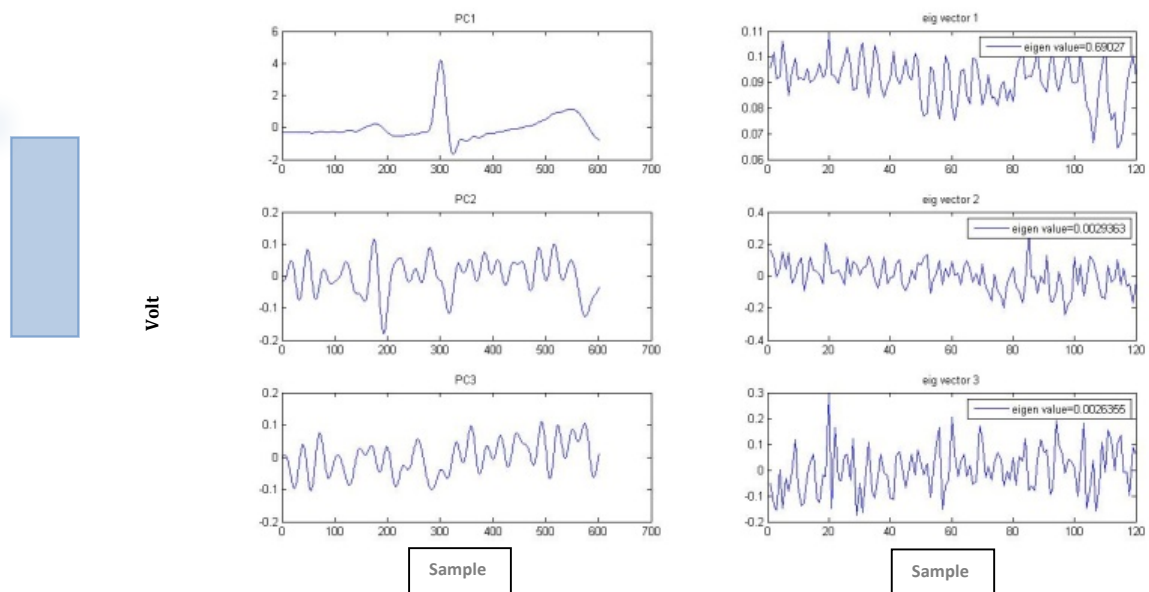 PC1
6
4
2
0
-2
0 100 200 300 400 500 600 700
eig vector 1
eigen value=0.69027
0.11
0.1
0.09
0.08
0.07
0.06
0 20 40 60 80 100 120
PC2
0.2
0.1
0
-0.1
-0.2
0 100 200 300 400 500 600 700
eig vector 2
eigen value=0.0029363
0.4
0.2
0
-0.2
-0.4
0 20 40 60 80 100 120
Volt
PC3
0.2
0.1
0
-0.1
-0.2
0 100 200 300 400 500 600 700
eig vector 3
eigen value=0.0026355
0.3
0.2
0.1
0
-0.1
-0.2
0 20 40 60 80 100 120
Sample
Sample